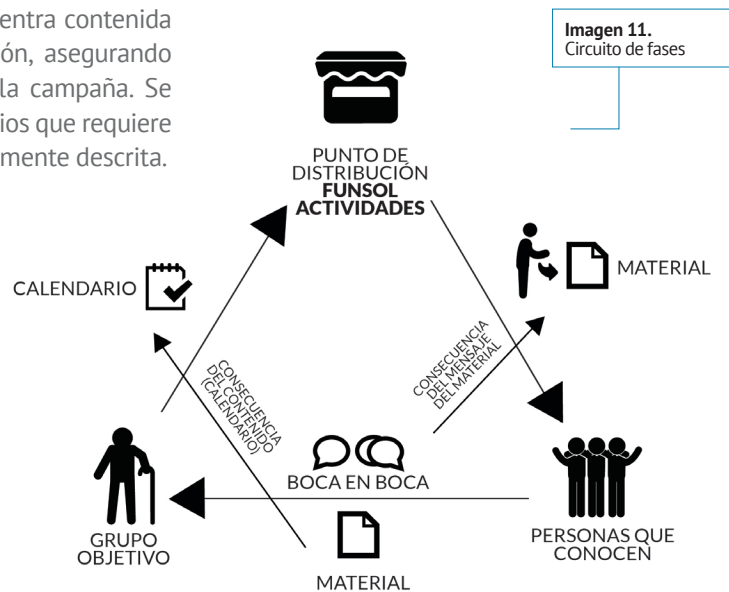 entra contenida
ón, asegurando
la campaña. Se
ios que requiere
mente descrita.
Imagen 11.
Circuito de fases
PUNTO DE
DISTRIBUCIÓN
FUNSOL
ACTIVIDADES
CALENDARIO
MATERIAL
CONSECUENCIA
DEL CONTENIDO
(CALENDARIO)
CONSECUENCIA
DEL MENSAJE
DEL MATERIAL
BOCA EN BOCA
GRUPO
OBJETIVO
PERSONAS QUE
CONOCEN
MATERIAL